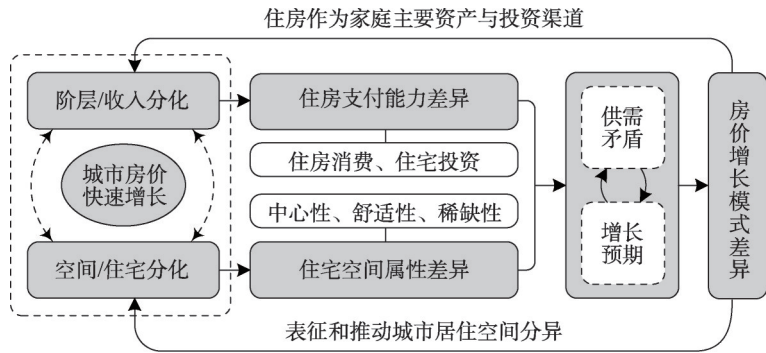 住房作为家庭主要资产与投资渠道
阶层/收入分化
住房支付能力差异
供需
矛盾
房价增长模式差异
城市房价
快速增长
住房消费、住宅投资
中心性、舒适性、稀缺性
增长
预期
空间/住宅分化
住宅空间属性差异
表征和推动城市居住空间分异